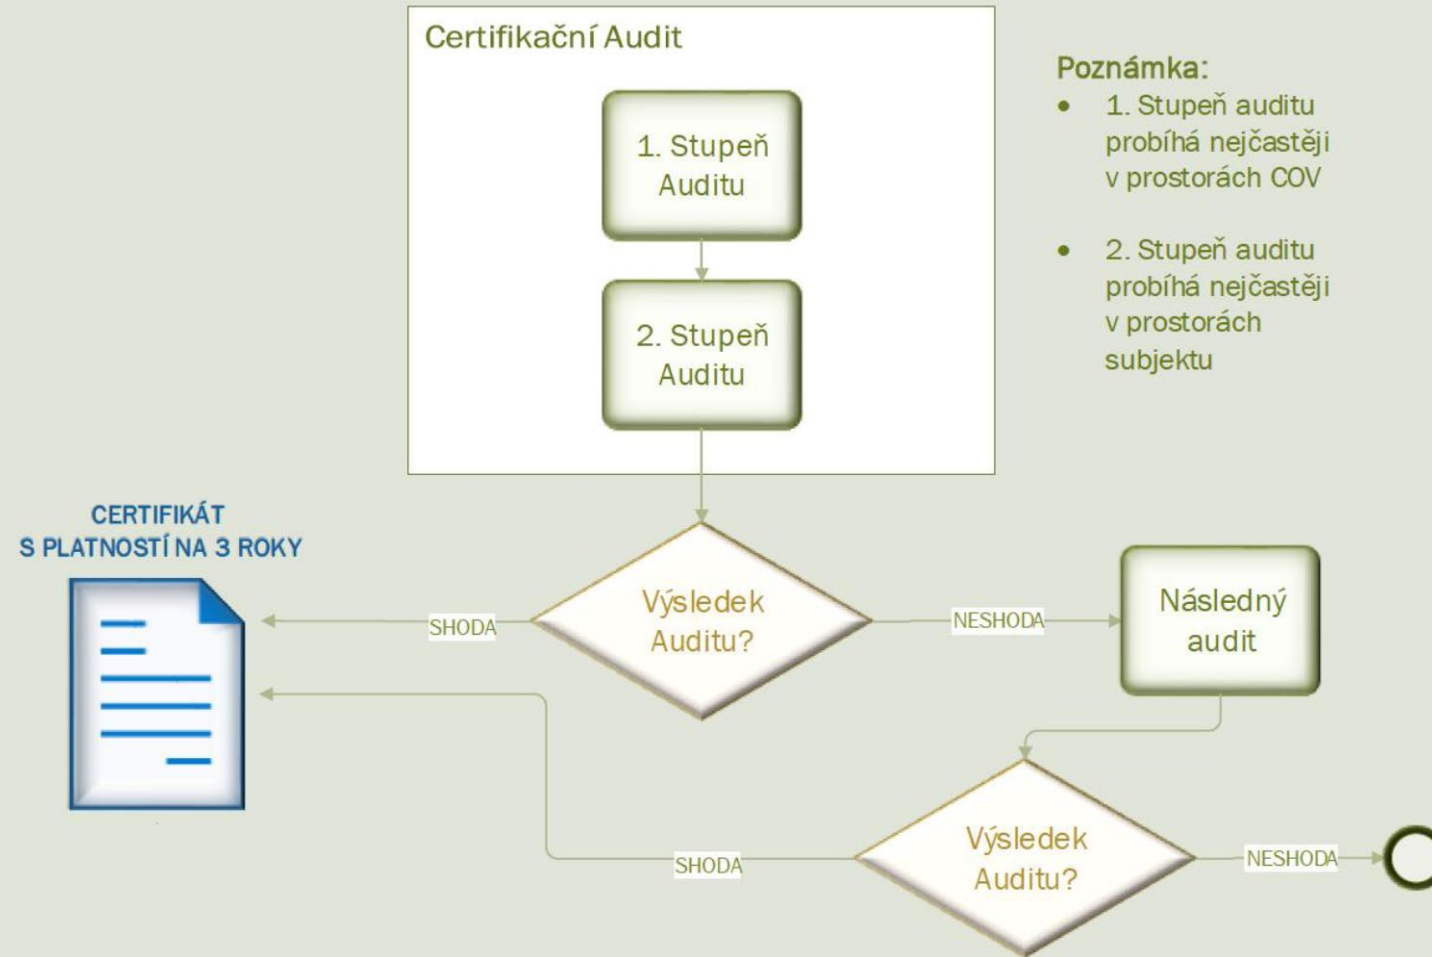 Certifikační Audit
1. Stupeň
Auditu
2. Stupeň
Auditu
Poznámka:
• 1. Stupeň auditu
probíhá nejčastěji
v prostorách COV
• 2. Stupeň auditu
probíhá nejčastěji
v prostorách
subjektu
CERTIFIKÁT
S PLATNOSTÍ NA 3 ROKY
SHODA
Výsledek
Auditu?
NESHODA
Následný
audit
SHODA
Výsledek
Auditu?
NESHODA